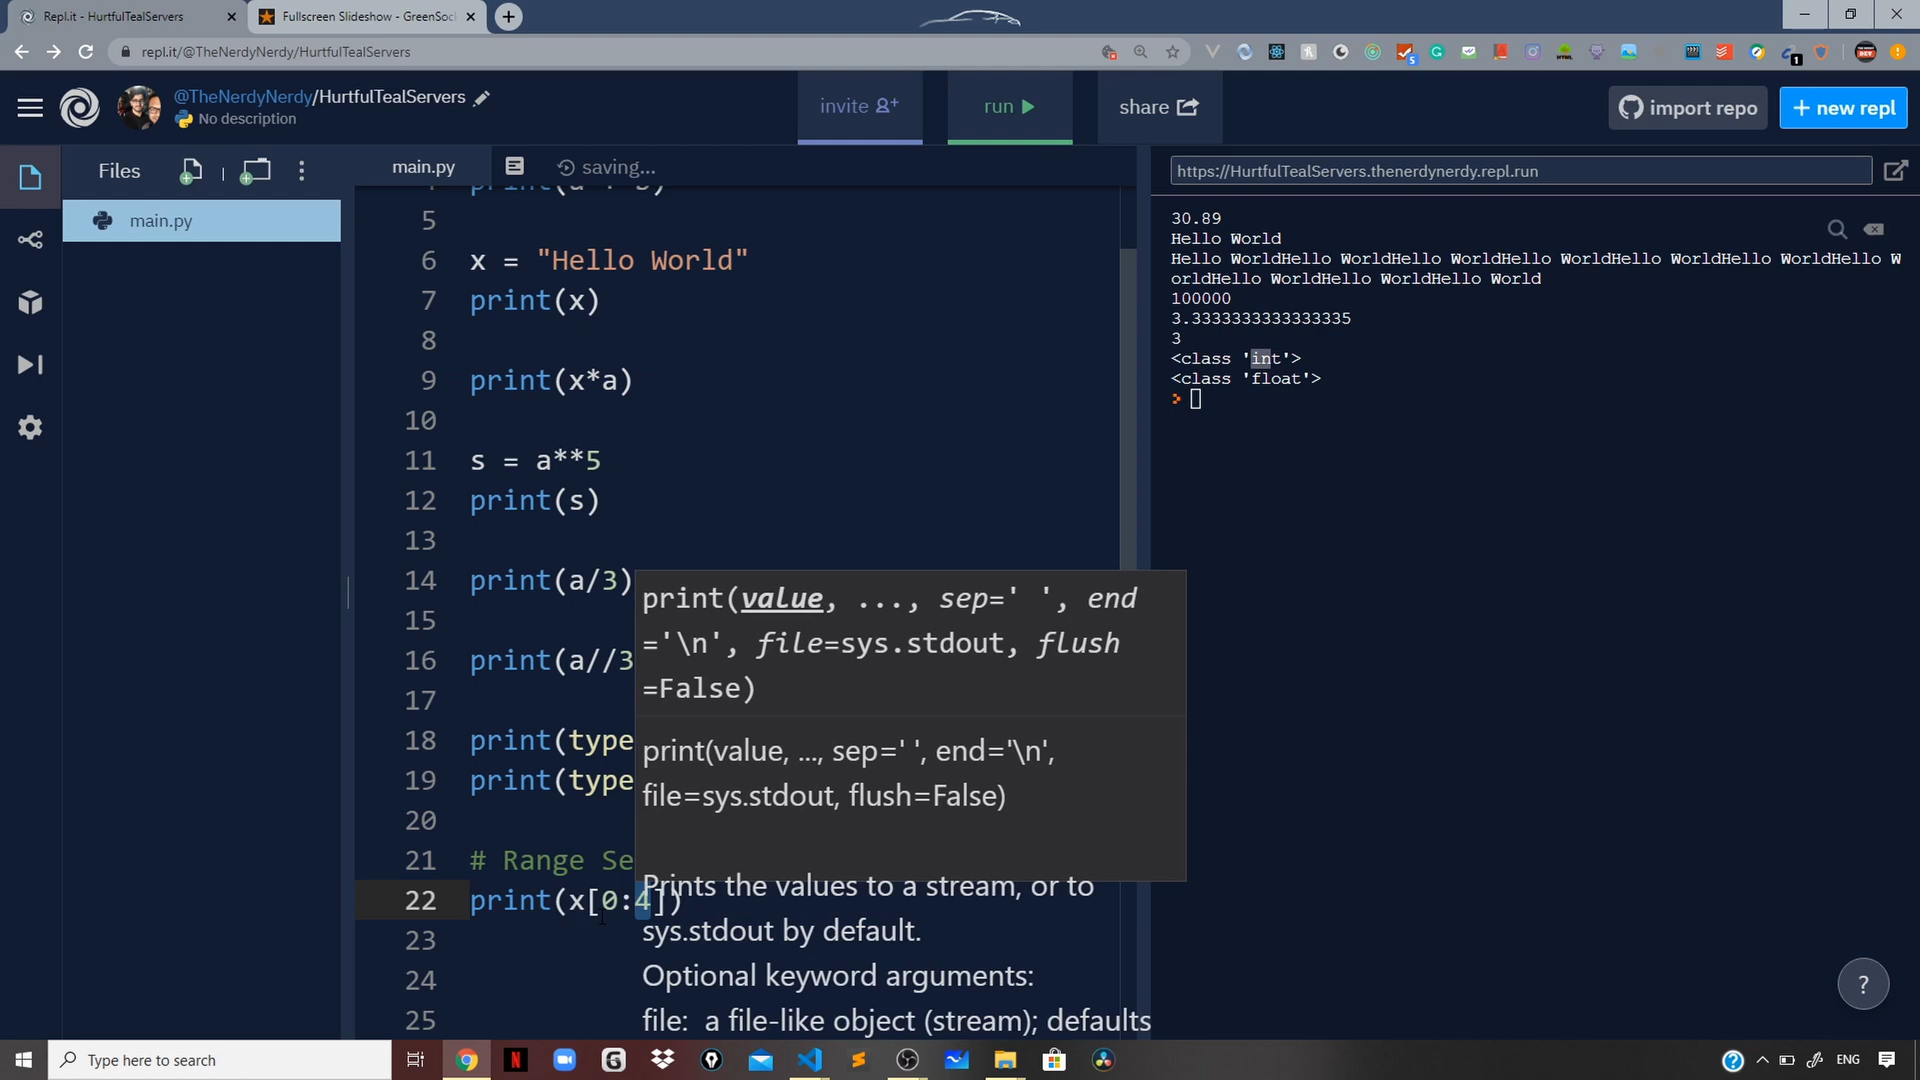 Repl.it - HurtfulTealServers
Fullscreen Slideshow - GreenSoc
repl.it/@TheNerdyNerdy/HurtfulTealServers
@TheNerdyNerdy/HurtfulTealServers
No description
invite
run
share
import repo
+ new repl
Files
main.py
saving...
main.py
5
6 x = "Hello World"
7 print(x)
8
9 print(x*a)
10
11 s = a**5
12 print(s)
13
14 print(a/3)
15
16 print(a//3
17
18 print(type
19 print(type
20
21 # Range Se
22 print(x[0:4])
23
24
25
print(value, ..., sep=' ', end
='\n', file=sys.stdout, flush
=False)
print(value, ..., sep=' ', end='\n',
file=sys.stdout, flush=False)
Prints the values to a stream, or to
sys.stdout by default.
Optional keyword arguments:
file:  a file-like object (stream); defaults
https://HurtfulTealServers.thenerdynerdy.repl.run
30.89
Hello World
Hello WorldHello WorldHello WorldHello WorldHello WorldHello WorldHello W
orldHello WorldHello WorldHello World
100000
3.3333333333333335
3
<class 'int'>
<class 'float'>
?
Type here to search
ENG